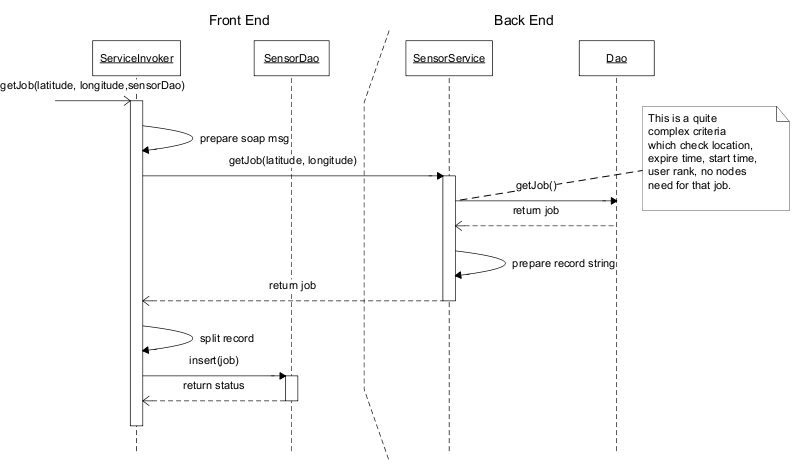 Front End
Back End
ServiceInvoker
SensorDao
SensorService
Dao
getJob(latitude, longitude,sensorDao)
This is a quite
complex criteria
which check location,
expire time, start time,
user rank, no nodes
need for that job.
prepare soap msg
getJob(latitude, longitude)
getJob()
return job
prepare record string
return job
split record
insert(job)
return status